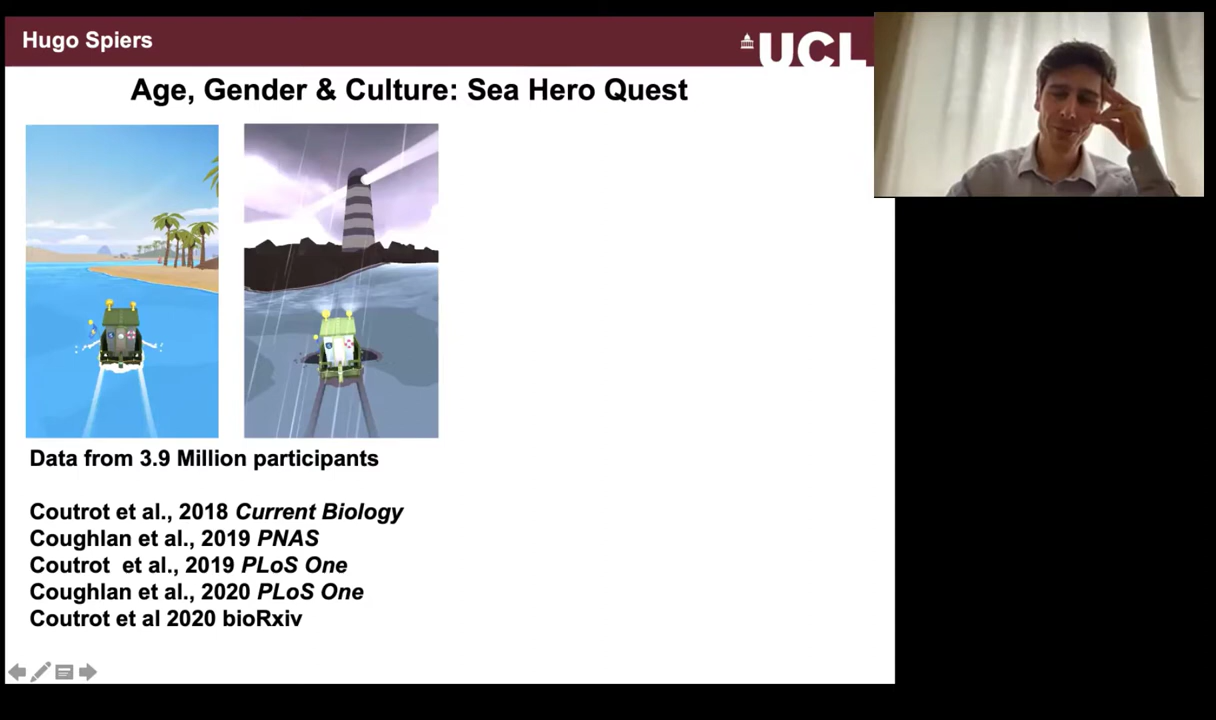 Hugo Spiers
UCL
Age, Gender & Culture: Sea Hero Quest
Data from 3.9 Million participants
Coutrot et al., 2018 Current Biology
Coughlan et al., 2019 PNAS
Coutrot  et al., 2019 PLoS One
Coughlan et al., 2020 PLoS One
Coutrot et al 2020 bioRxiv